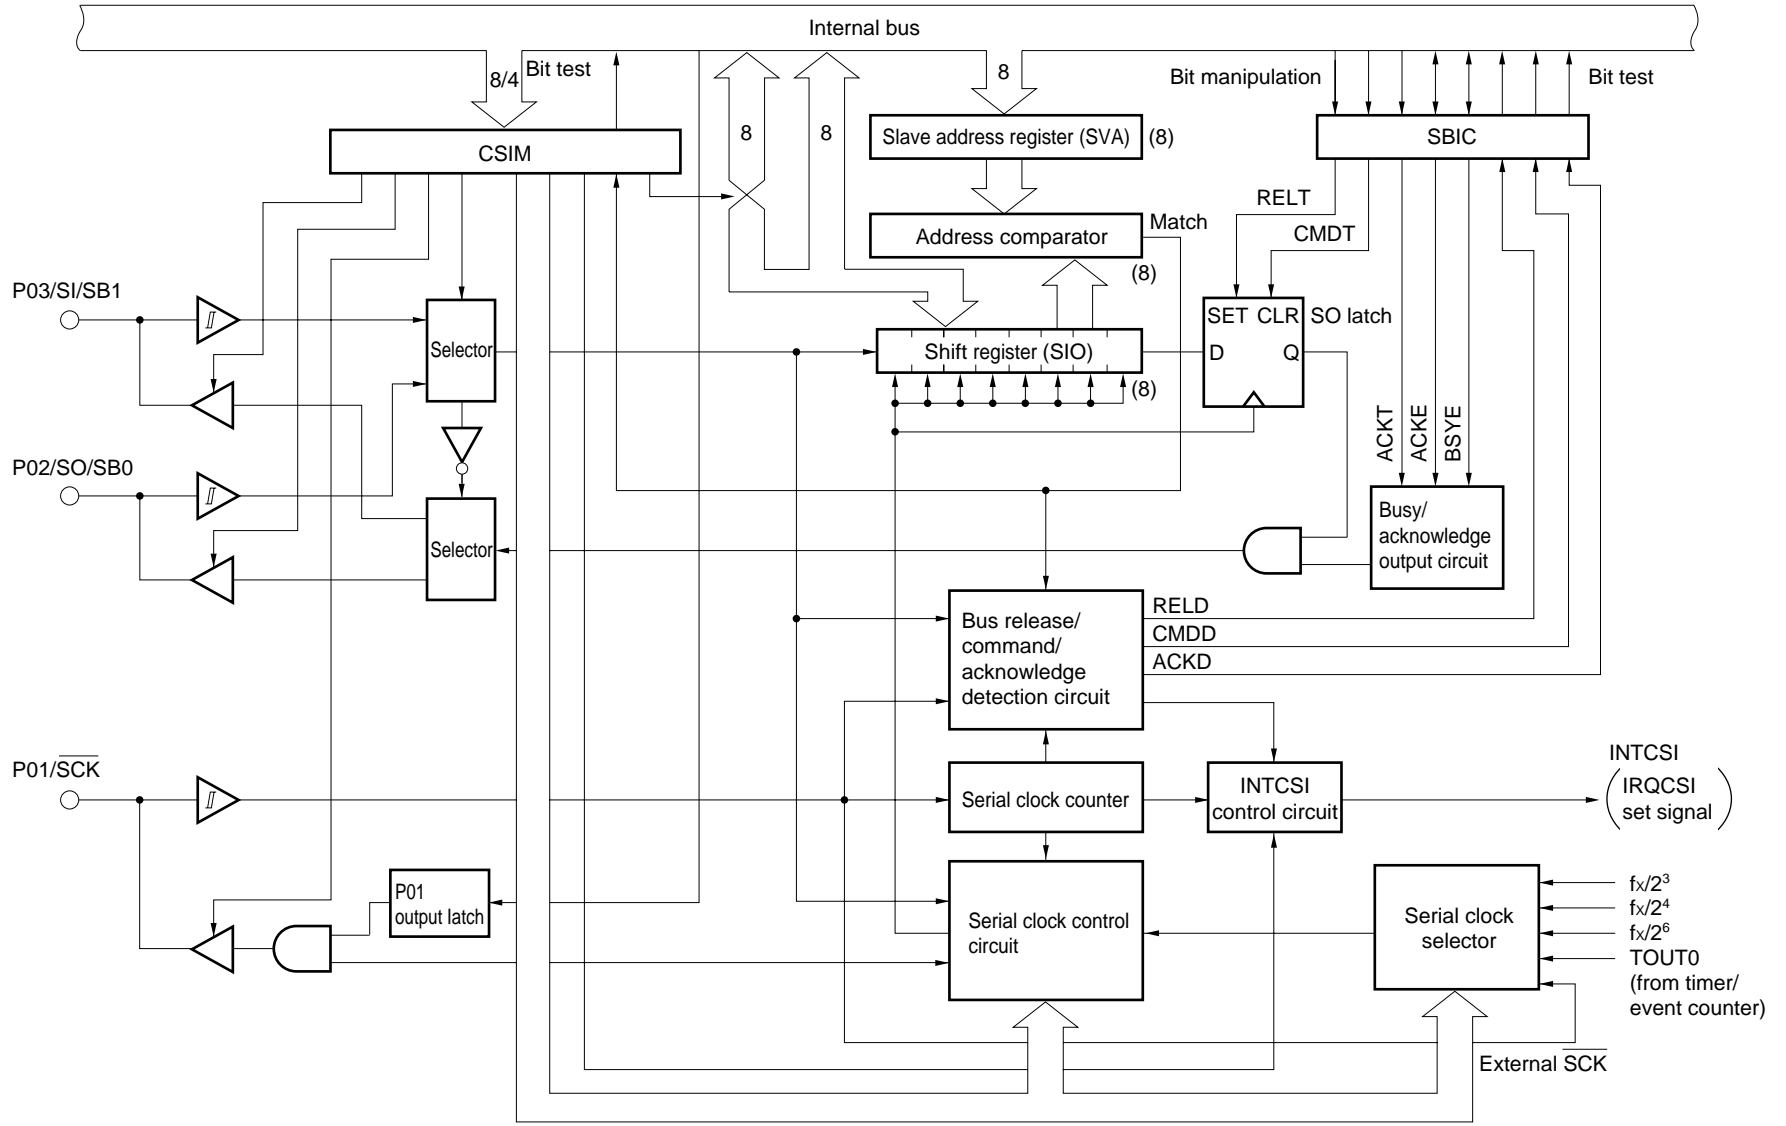 Internal bus
8/4
Bit test
8
8
8
Bit manipulation
Bit test
CSIM
Slave address register (SVA)
(8)
SBIC
RELT
CMDT
Address comparator
Match
(8)
P03/SI/SB1
Selector
Shift register (SIO)
(8)
SET CLR
D Q
SO latch
ACKT
ACKE
BSYE
P02/SO/SB0
Selector
Busy/
acknowledge
output circuit
Bus release/
command/
acknowledge
detection circuit
RELD
CMDD
ACKD
P01/SCK
Serial clock counter
INTCSI
control circuit
INTCSI
(IRQCSI
set signal)
P01
output latch
Serial clock control
circuit
Serial clock
selector
fX/2³
fX/2⁴
fX/2⁶
TOUT0
(from timer/
event counter)
External SCK